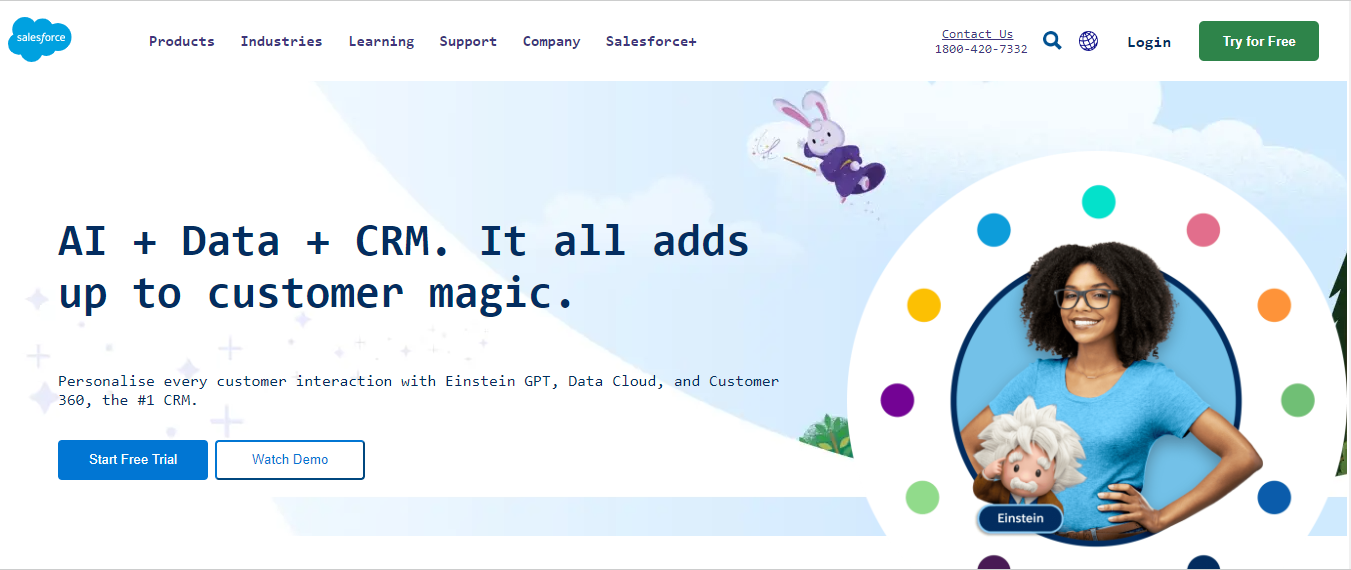 salesforce
Products Industries Learning Support Company Salesforce+
Contact Us
1800-420-7332
Login
Try for Free
AI + Data + CRM. It all adds
up to customer magic.
Personalise every customer interaction with Einstein GPT, Data Cloud, and Customer
360, the #1 CRM.
Start Free Trial
Watch Demo
Einstein